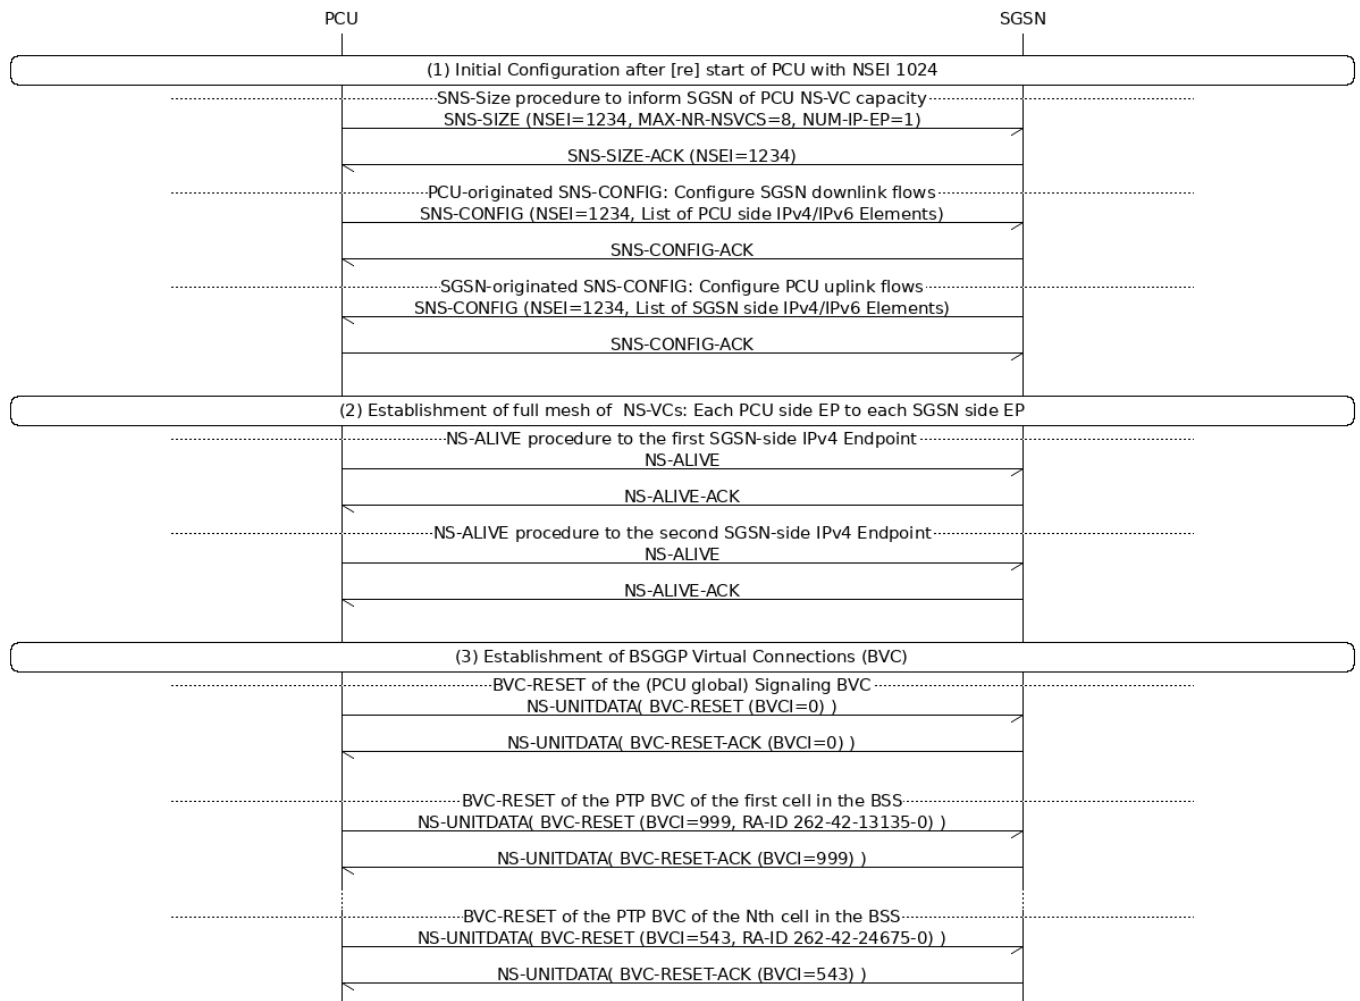 PCU SGSN
(1) Initial Configuration after [re] start of PCU with NSEI 1024
SNS-Size procedure to inform SGSN of PCU NS-VC capacity
SNS-SIZE (NSEI=1234, MAX-NR-NSVCS=8, NUM-IP-EP=1)
SNS-SIZE-ACK (NSEI=1234)
PCU-originated SNS-CONFIG: Configure SGSN downlink flows
SNS-CONFIG (NSEI=1234, List of PCU side IPv4/IPv6 Elements)
SNS-CONFIG-ACK
SGSN-originated SNS-CONFIG: Configure PCU uplink flows
SNS-CONFIG (NSEI=1234, List of SGSN side IPv4/IPv6 Elements)
SNS-CONFIG-ACK
(2) Establishment of full mesh of NS-VCs: Each PCU side EP to each SGSN side EP
NS-ALIVE procedure to the first SGSN-side IPv4 Endpoint
NS-ALIVE
NS-ALIVE-ACK
NS-ALIVE procedure to the second SGSN-side IPv4 Endpoint
NS-ALIVE
NS-ALIVE-ACK
(3) Establishment of BSGGP Virtual Connections (BVC)
BVC-RESET of the (PCU global) Signaling BVC
NS-UNITDATA( BVC-RESET (BVCI=0) )
NS-UNITDATA( BVC-RESET-ACK (BVCI=0) )
BVC-RESET of the PTP BVC of the first cell in the BSS
NS-UNITDATA( BVC-RESET (BVCI=999, RA-ID 262-42-13135-0) )
NS-UNITDATA( BVC-RESET-ACK (BVCI=999) )
BVC-RESET of the PTP BVC of the Nth cell in the BSS
NS-UNITDATA( BVC-RESET (BVCI=543, RA-ID 262-42-24675-0) )
NS-UNITDATA( BVC-RESET-ACK (BVCI=543) )